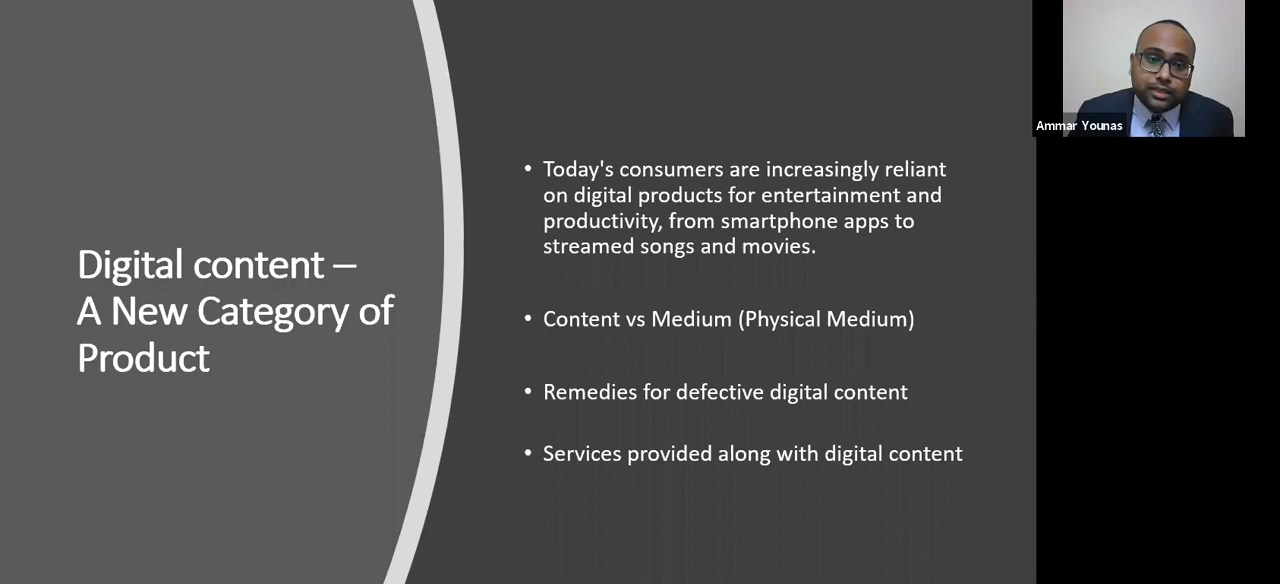 Digital content –
A New Category of
Product
• Today's consumers are increasingly reliant
on digital products for entertainment and
productivity, from smartphone apps to
streamed songs and movies.
• Content vs Medium (Physical Medium)
• Remedies for defective digital content
• Services provided along with digital content
Ammar Younas